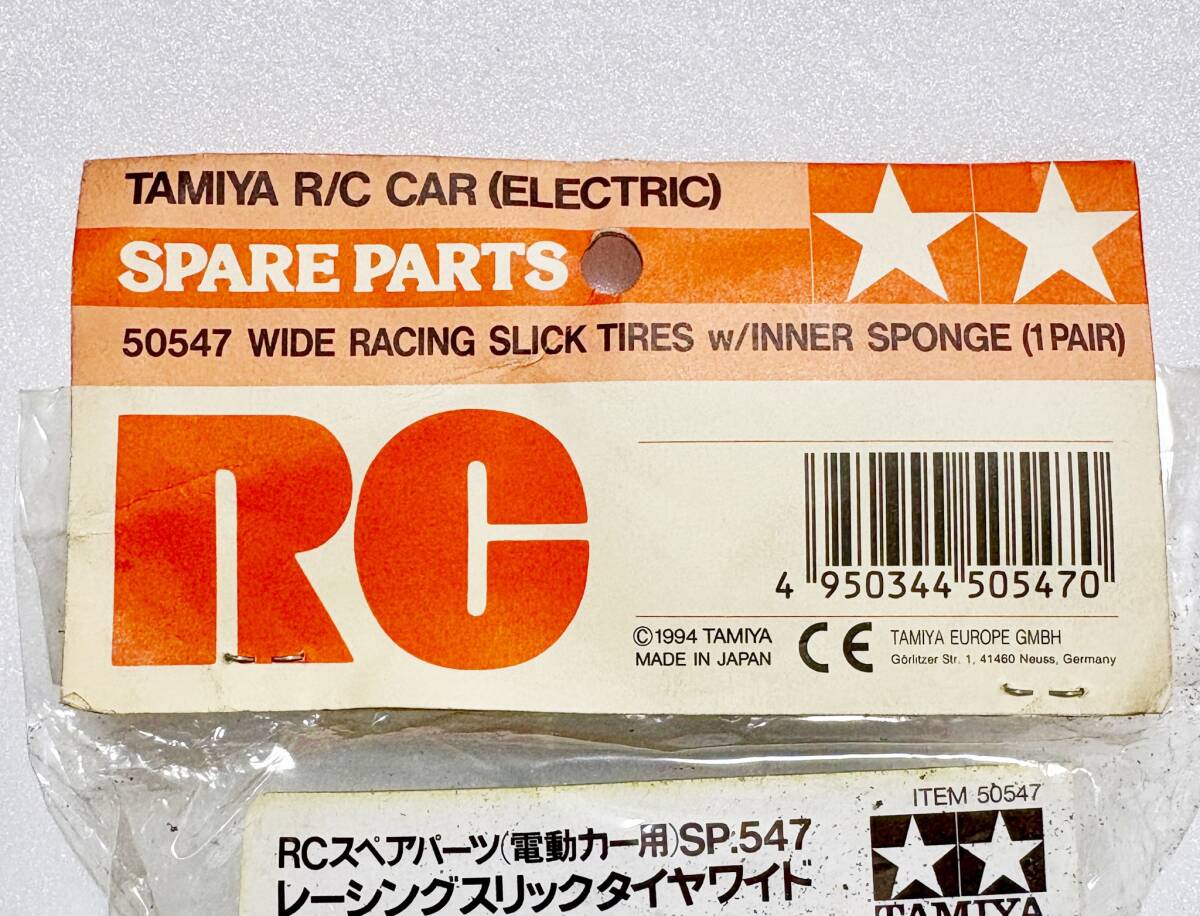 TAMIYA R/C CAR (ELECTRIC)
SPARE PARTS
50547 WIDE RACING SLICK TIRES w/INNER SPONGE (1 PAIR)
RC
4 950344 505470
©1994 TAMIYA
MADE IN JAPAN
CE
TAMIYA EUROPE GMBH
Görlitzer Str. 1, 41460 Neuss, Germany
ITEM 50547
RCスペアパーツ(電動カー用)SP.547
レーシングスリックタイヤワイド
TAMIYA